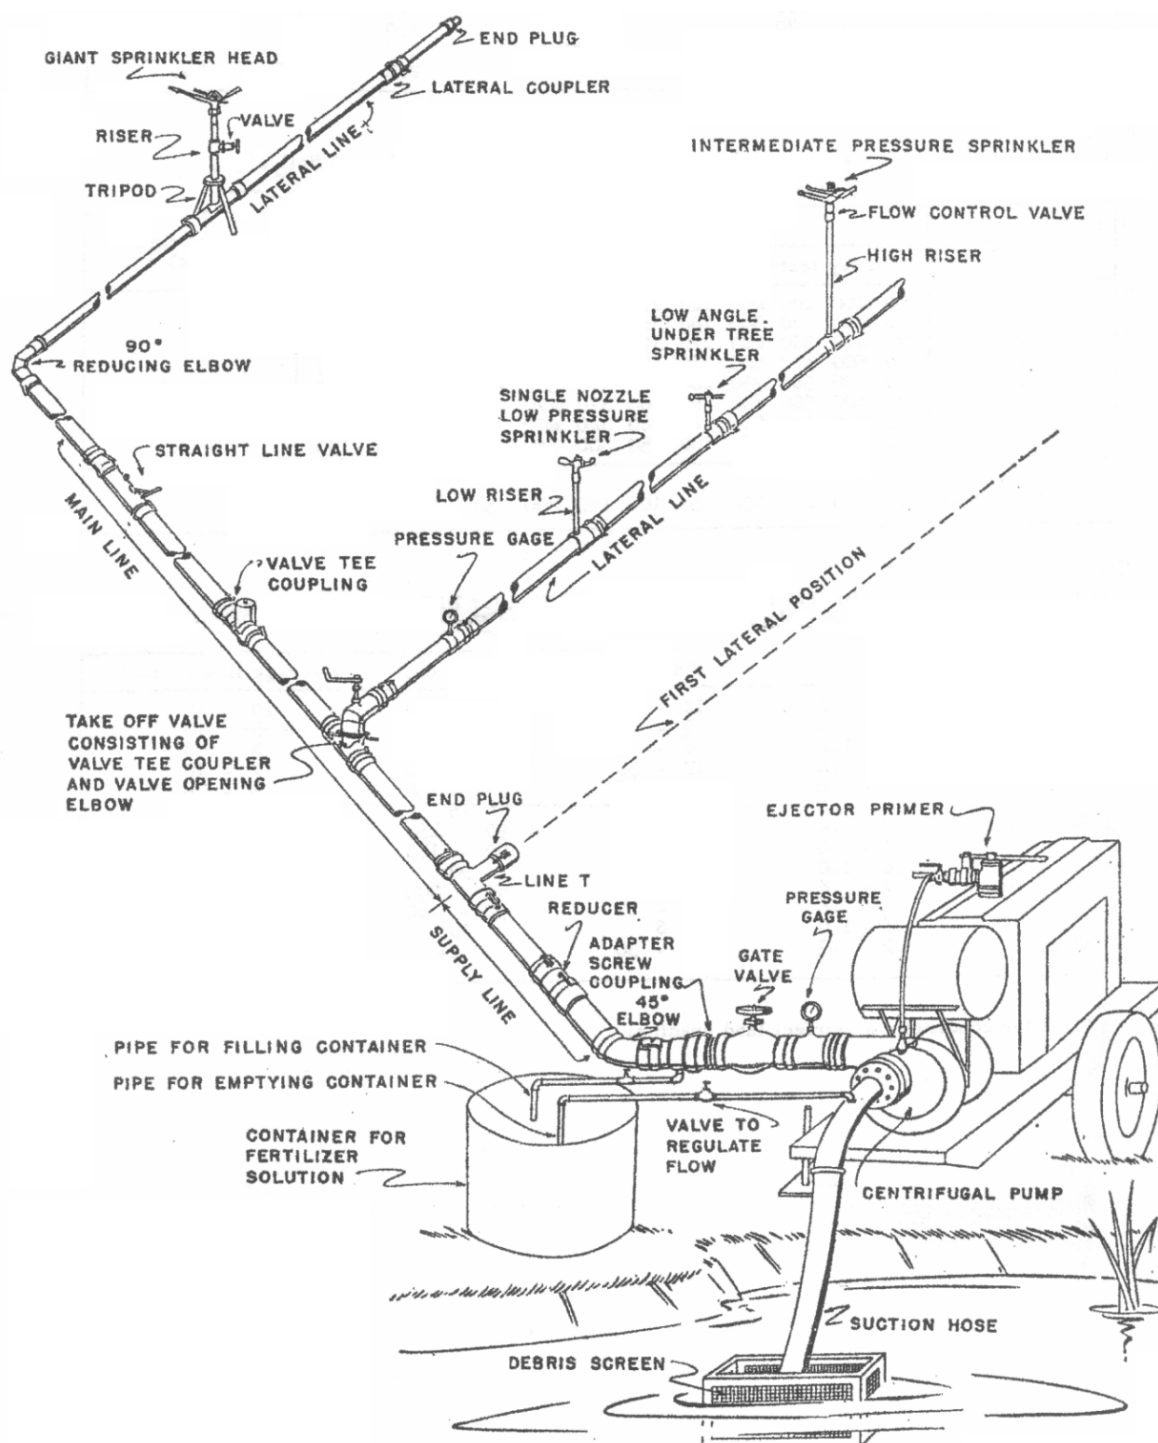 END PLUG
GIANT SPRINKLER HEAD
LATERAL COUPLER
VALVE
RISER
TRIPOD
LATERAL LINE
INTERMEDIATE PRESSURE SPRINKLER
FLOW CONTROL VALVE
HIGH RISER
LOW ANGLE
UNDER TREE
SPRINKLER
90°
REDUCING ELBOW
SINGLE NOZZLE
LOW PRESSURE
SPRINKLER
STRAIGHT LINE VALVE
LOW RISER
LATERAL LINE
MAIN LINE
PRESSURE GAGE
VALVE TEE
COUPLING
FIRST LATERAL POSITION
TAKE OFF VALVE
CONSISTING OF
VALVE TEE COUPLER
AND VALVE OPENING
ELBOW
END PLUG
EJECTOR PRIMER
LINE T
PRESSURE
GAGE
REDUCER
SUPPLY LINE
ADAPTER
SCREW
COUPLING
GATE
VALVE
45°
ELBOW
PIPE FOR FILLING CONTAINER
PIPE FOR EMPTYING CONTAINER
CONTAINER FOR
FERTILIZER
SOLUTION
VALVE TO
REGULATE
FLOW
CENTRIFUGAL PUMP
SUCTION HOSE
DEBRIS SCREEN